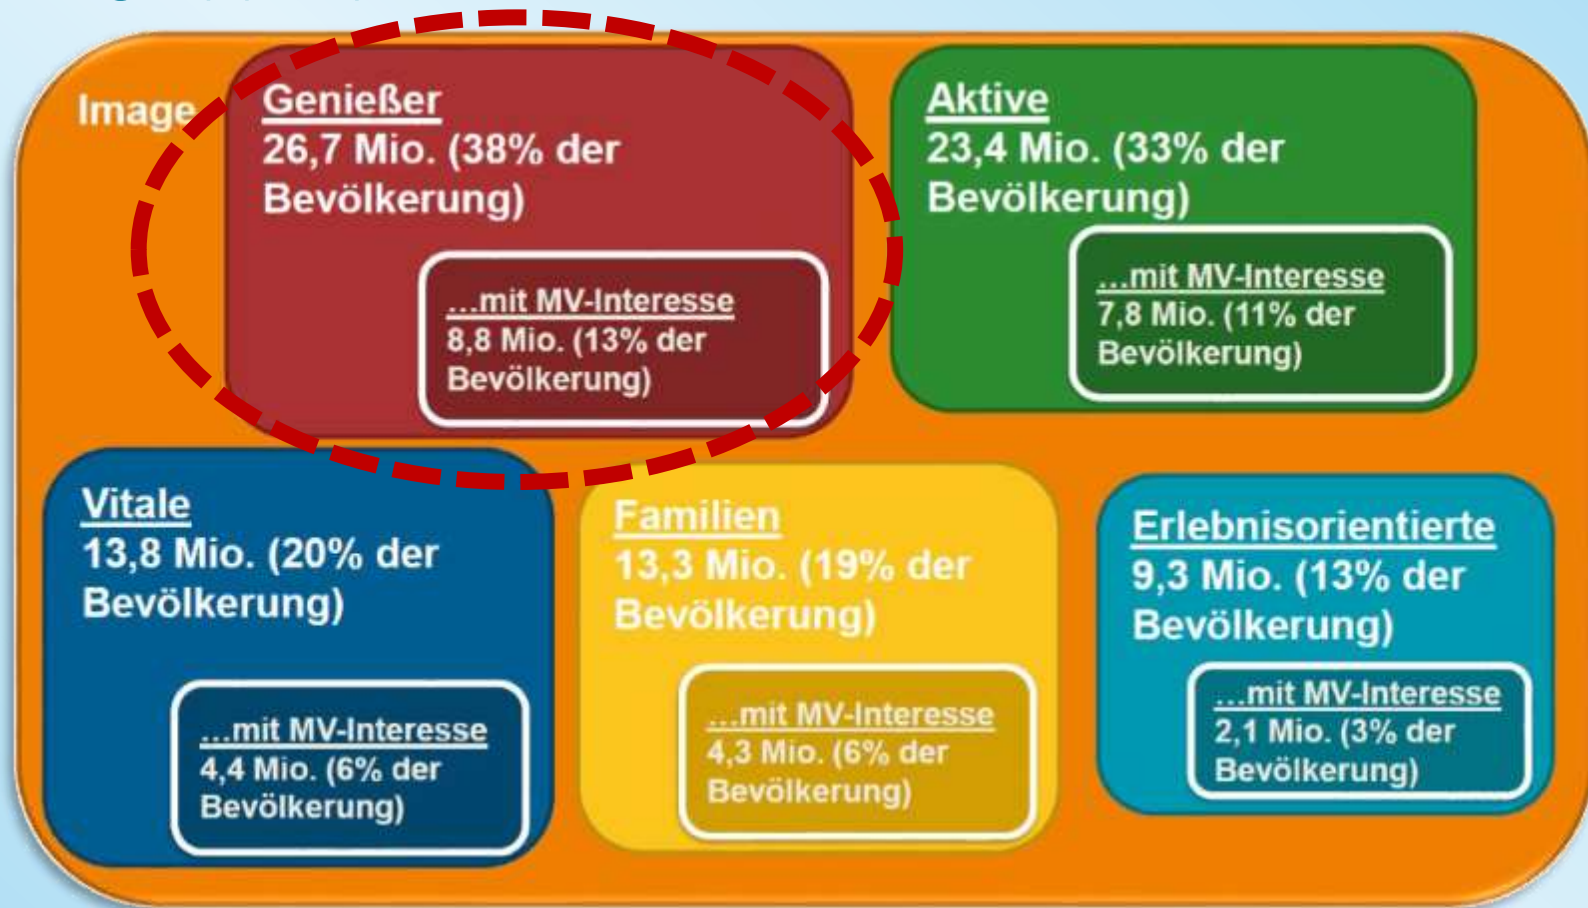 Image
Genießer
26,7 Mio. (38% der
Bevölkerung)
...mit MV-Interesse
8,8 Mio. (13% der
Bevölkerung)
Aktive
23,4 Mio. (33% der
Bevölkerung)
...mit MV-Interesse
7,8 Mio. (11% der
Bevölkerung)
Vitale
13,8 Mio. (20% der
Bevölkerung)
...mit MV-Interesse
4,4 Mio. (6% der
Bevölkerung)
Familien
13,3 Mio. (19% der
Bevölkerung)
...mit MV-Interesse
4,3 Mio. (6% der
Bevölkerung)
Erlebnisorientierte
9,3 Mio. (13% der
Bevölkerung)
...mit MV-Interesse
2,1 Mio. (3% der
Bevölkerung)